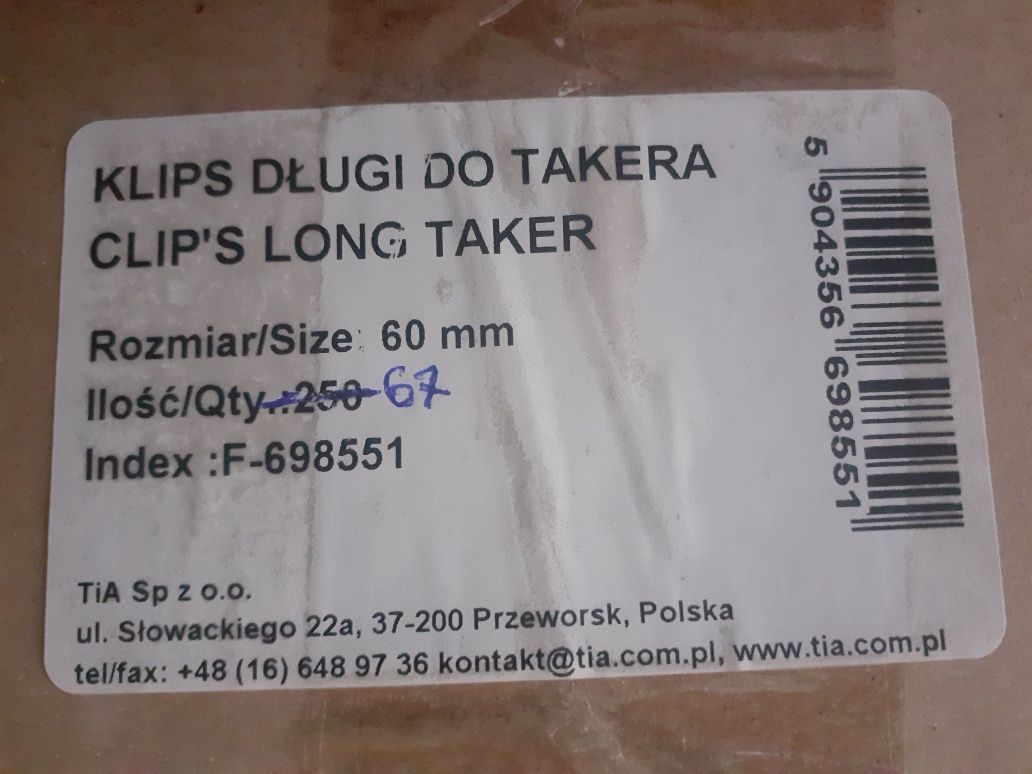 KLIPS DŁUGI DO TAKERA
CLIP'S LONG TAKER
Rozmiar/Size: 60 mm
Ilość/Qty.:250 67
Index :F-698551
TiA Sp z o.o.
ul. Słowackiego 22a, 37-200 Przeworsk, Polska
tel/fax: +48 (16) 648 97 36 kontakt@tia.com.pl, www.tia.com.pl
5 904356 698551